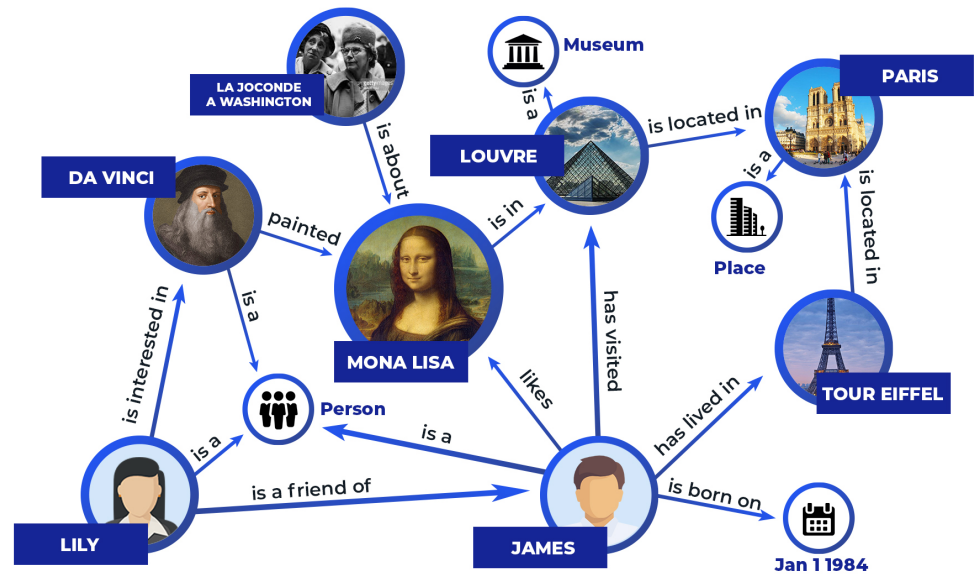 LA JOCONDE
A WASHINGTON
Museum
PARIS
is a
is located in
LOUVRE
is about
is a
DA VINCI
is located in
painted
is in
Place
is a
is interested in
has visited
MONA LISA
likes
has lived in
TOUR EIFFEL
Person
is a
is a
is a friend of
is born on
LILY
JAMES
Jan 1 1984